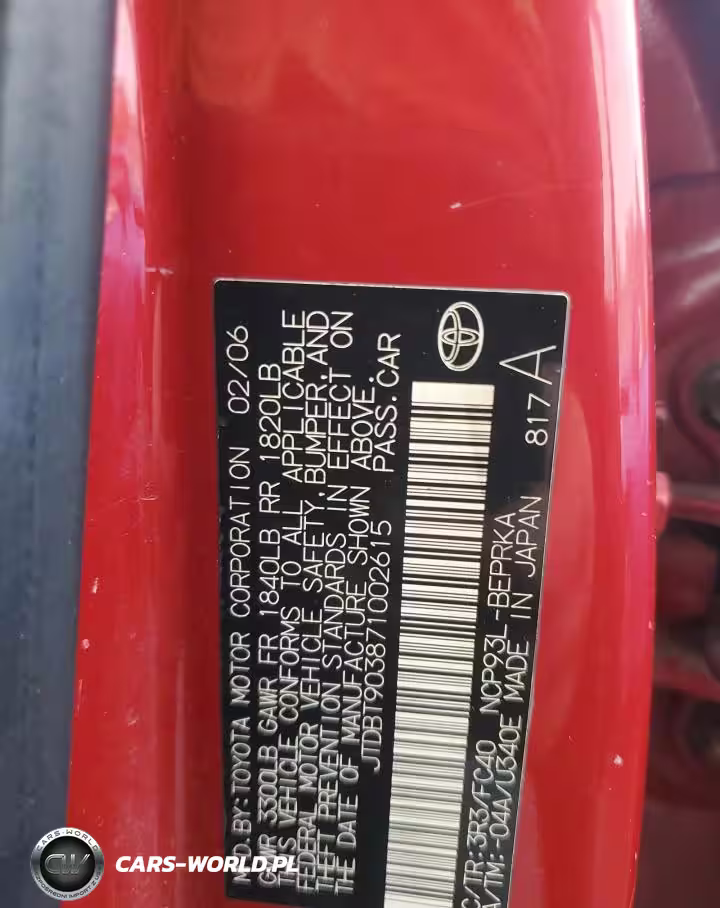 MFD.BY:TOYOTA MOTOR CORPORATION 02/06
GVWR 3300LB GAWR FR 1840LB RR 1820LB
THIS VEHICLE CONFORMS TO ALL APPLICABLE
FEDERAL MOTOR VEHICLE SAFETY,BUMPER,AND
THEFT PREVENTION STANDARDS IN EFFECT ON
THE DATE OF MANUFACTURE SHOWN ABOVE.
JTDBT903871002615 PASS.CAR
C/TR:3R3/FC40 NCP93L-BEPRKA
A/TM:-04A/U340E MADE IN JAPAN 817A
CARS-WORLD.PL
CW